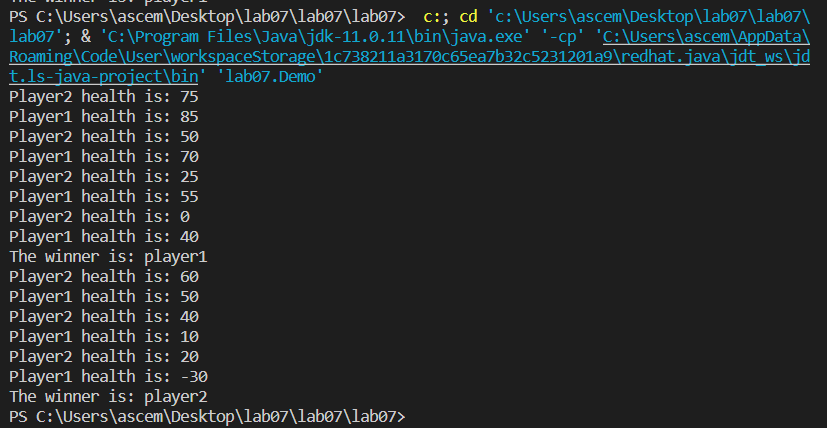 The winner is: player1
PS C:\Users\ascem\Desktop\lab07\lab07\lab07>  c:; cd 'c:\Users\ascem\Desktop\lab07\lab07\
lab07'; & 'C:\Program Files\Java\jdk-11.0.11\bin\java.exe' '-cp' 'C:\Users\ascem\AppData\
Roaming\Code\User\workspaceStorage\1c738211a3170c65ea7b32c5231201a9\redhat.java\jdt_ws\jd
t.ls-java-project\bin' 'lab07.Demo'
Player2 health is: 75
Player1 health is: 85
Player2 health is: 50
Player1 health is: 70
Player2 health is: 25
Player1 health is: 55
Player2 health is: 0
Player1 health is: 40
The winner is: player1
Player2 health is: 60
Player1 health is: 50
Player2 health is: 40
Player1 health is: 10
Player2 health is: 20
Player1 health is: -30
The winner is: player2
PS C:\Users\ascem\Desktop\lab07\lab07\lab07>